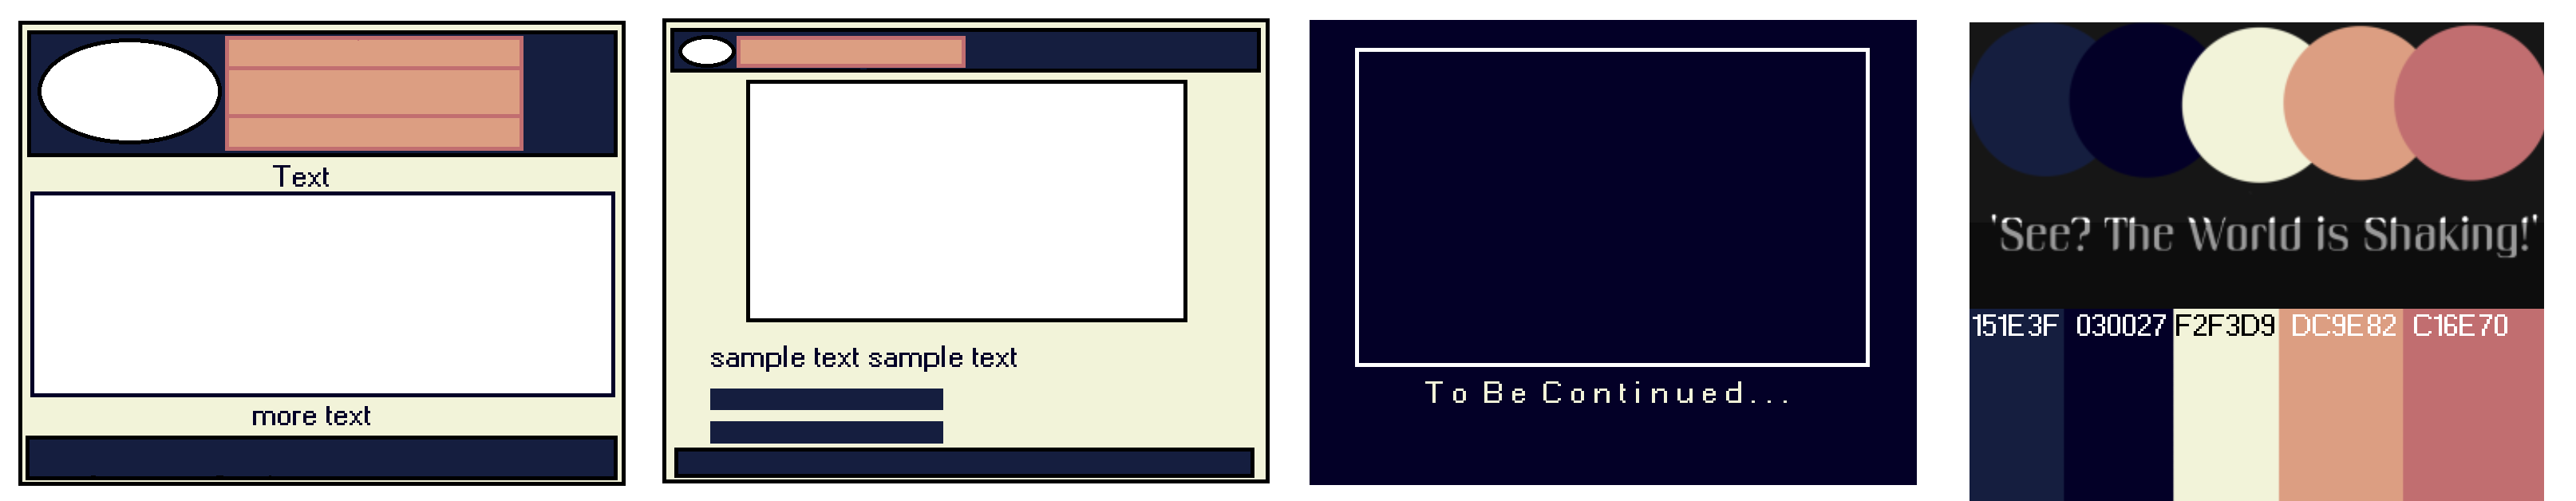 Text
more text
sample text sample text
To Be Continued...
'See? The World is Shaking!'
151E3F 030027 F2F3D9 DC9E82 C16E70